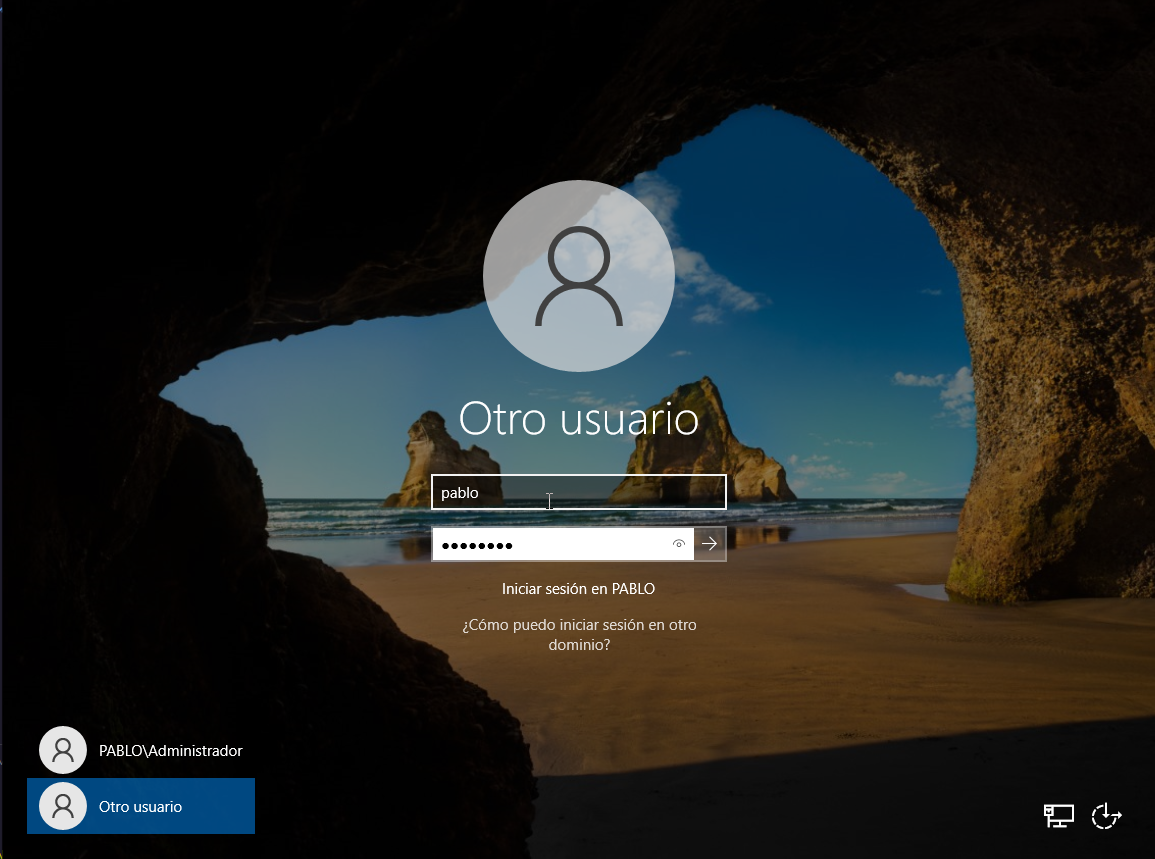 Otro usuario
pablo
Iniciar sesión en PABLO
¿Cómo puedo iniciar sesión en otro
dominio?
PABLO\Administrador
Otro usuario